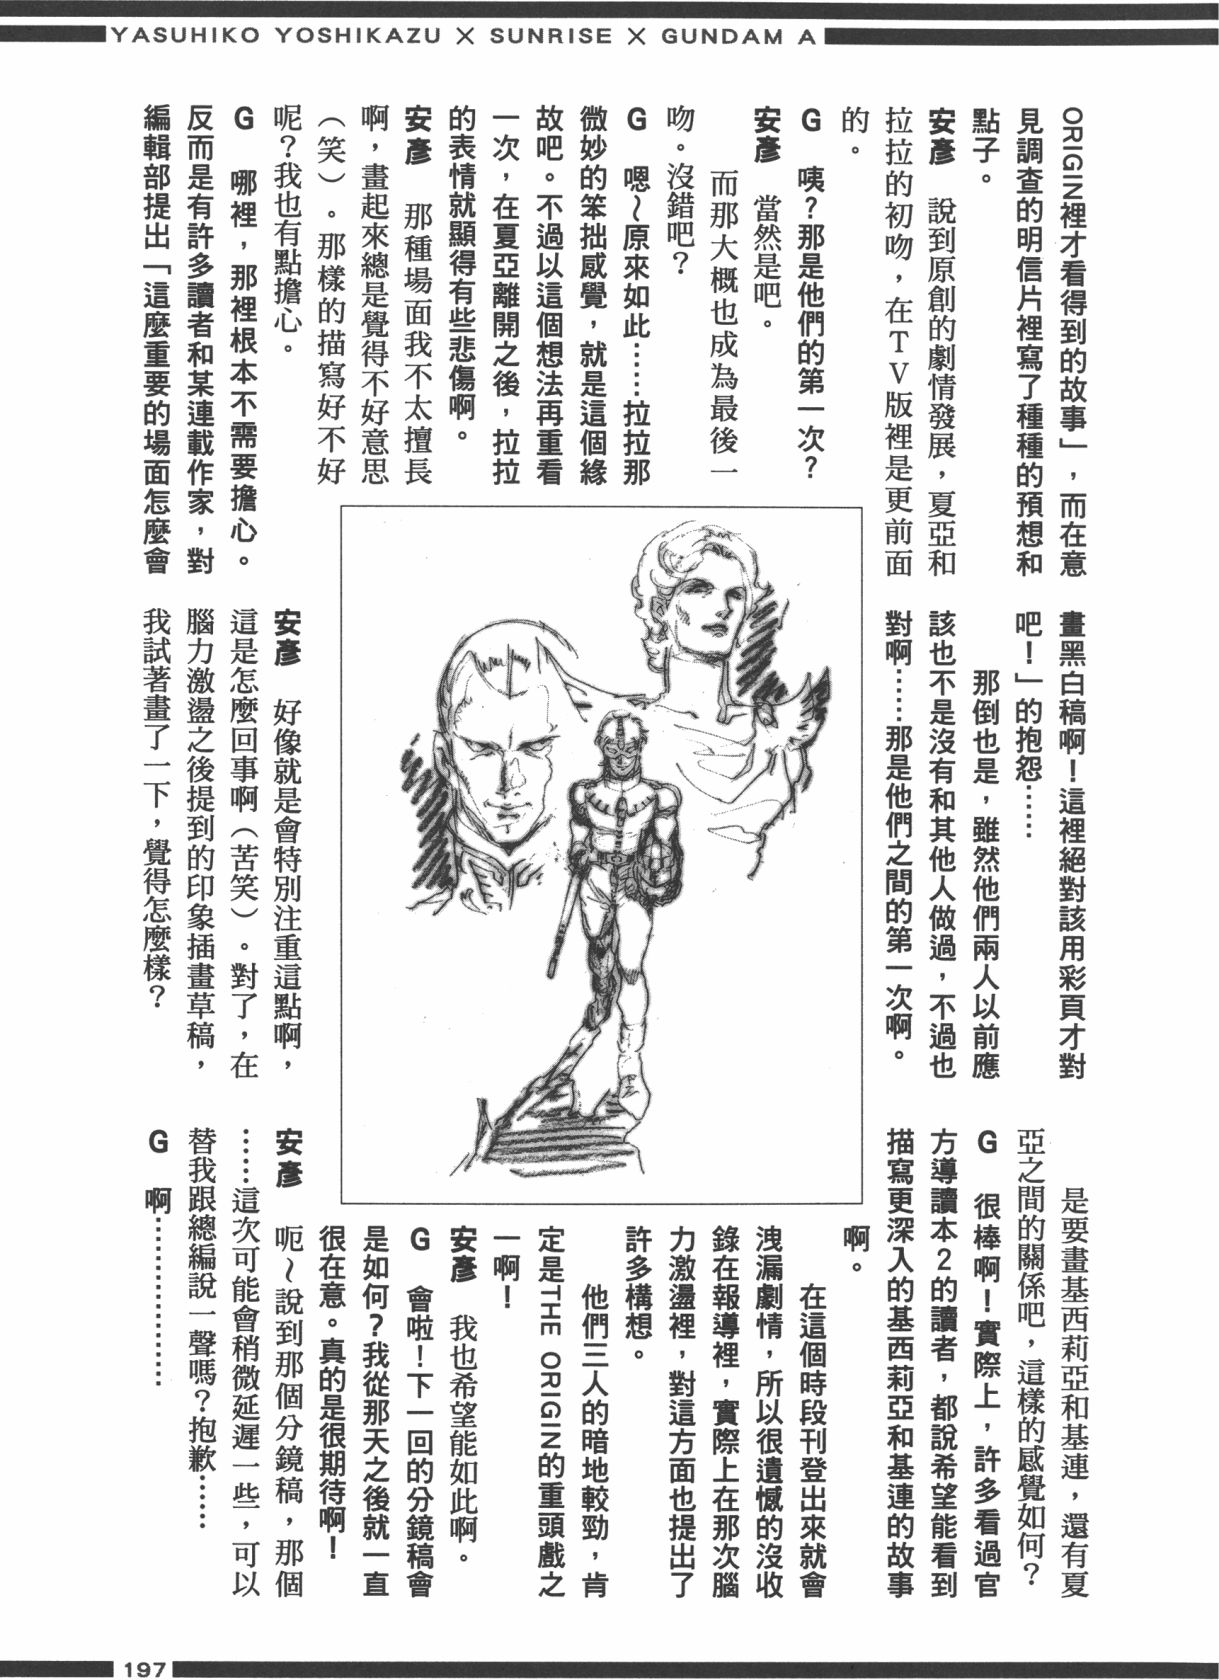 YASUHIKO YOSHIKAZU × SUNRISE × GUNDAM A
ORIGIN裡才看得到的故事」，而在意
見調查的明信片裡寫了種種的預想和
點子。
安彥　說到原創的劇情發展，夏亞和
拉拉的初吻，在ＴＶ版裡是更前面
的。
G　咦？那是他們的第一次？
安彥　當然是吧。
而那大概也成為最後一
吻。沒錯吧？
G　嗯～原來如此……拉拉那
微妙的笨拙感覺，就是這個緣
故吧。不過以這個想法再重看
一次，在夏亞離開之後，拉拉
的表情就顯得有些悲傷啊。
安彥　那種場面我不太擅長
啊，畫起來總是覺得不好意思
（笑）。那樣的描寫好不好
呢？我也有點擔心。
G　哪裡，那裡根本不需要擔心。
反而是有許多讀者和某連載作家，對
編輯部提出「這麼重要的場面怎麼會
畫黑白稿啊！這裡絕對該用彩頁才對
吧！」的抱怨……
那倒也是，雖然他們兩人以前應
該也不是沒有和其他人做過，不過也
對啊……那是他們之間的第一次啊。
安彥　好像就是會特別注重這點啊，
這是怎麼回事啊（苦笑）。對了，在
腦力激盪之後提到的印象插畫草稿，
我試著畫了一下，覺得怎麼樣？
是要畫基西莉亞和基連，還有夏
亞之間的關係吧，這樣的感覺如何？
G　很棒啊！實際上，許多看過官
方導讀本2的讀者，都說希望能看到
描寫更深入的基西莉亞和基連的故事
啊。
在這個時段刊登出來就會
洩漏劇情，所以很遺憾的沒收
錄在報導裡，實際上在那次腦
力激盪裡，對這方面也提出了
許多構想。
他們三人的暗地較勁，肯
定是THE ORIGIN的重頭戲之
一啊！
安彥　我也希望能如此啊。
G　會啦！下一回的分鏡稿會
是如何？我從那天之後就一直
很在意。真的是很期待啊！
安彥　呃～說到那個分鏡稿，那個
……這次可能會稍微延遲一些，可以
替我跟總編說一聲嗎？抱歉……
G　啊………………
197